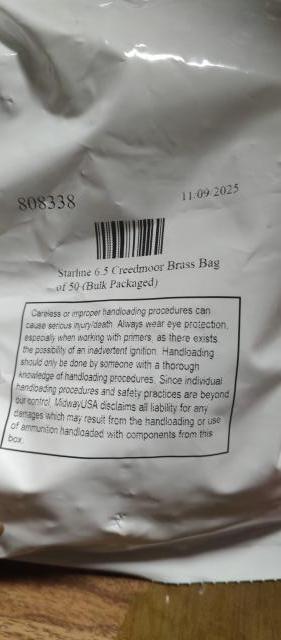 808338
11/09/2025
Starline 6.5 Creedmoor Brass Bag
of 50 (Bulk Packaged)
Careless or improper handloading procedures can
cause serious injury/death. Always wear eye protection,
especially when working with primers, as there exists
the possibility of an inadvertent ignition. Handloading
should only be done by someone with a thorough
knowledge of handloading procedures. Since individual
handloading procedures and safety practices are beyond
our control, MidwayUSA disclaims all liability for any
damages which may result from the handloading or use
of ammunition handloaded with components from this
box.